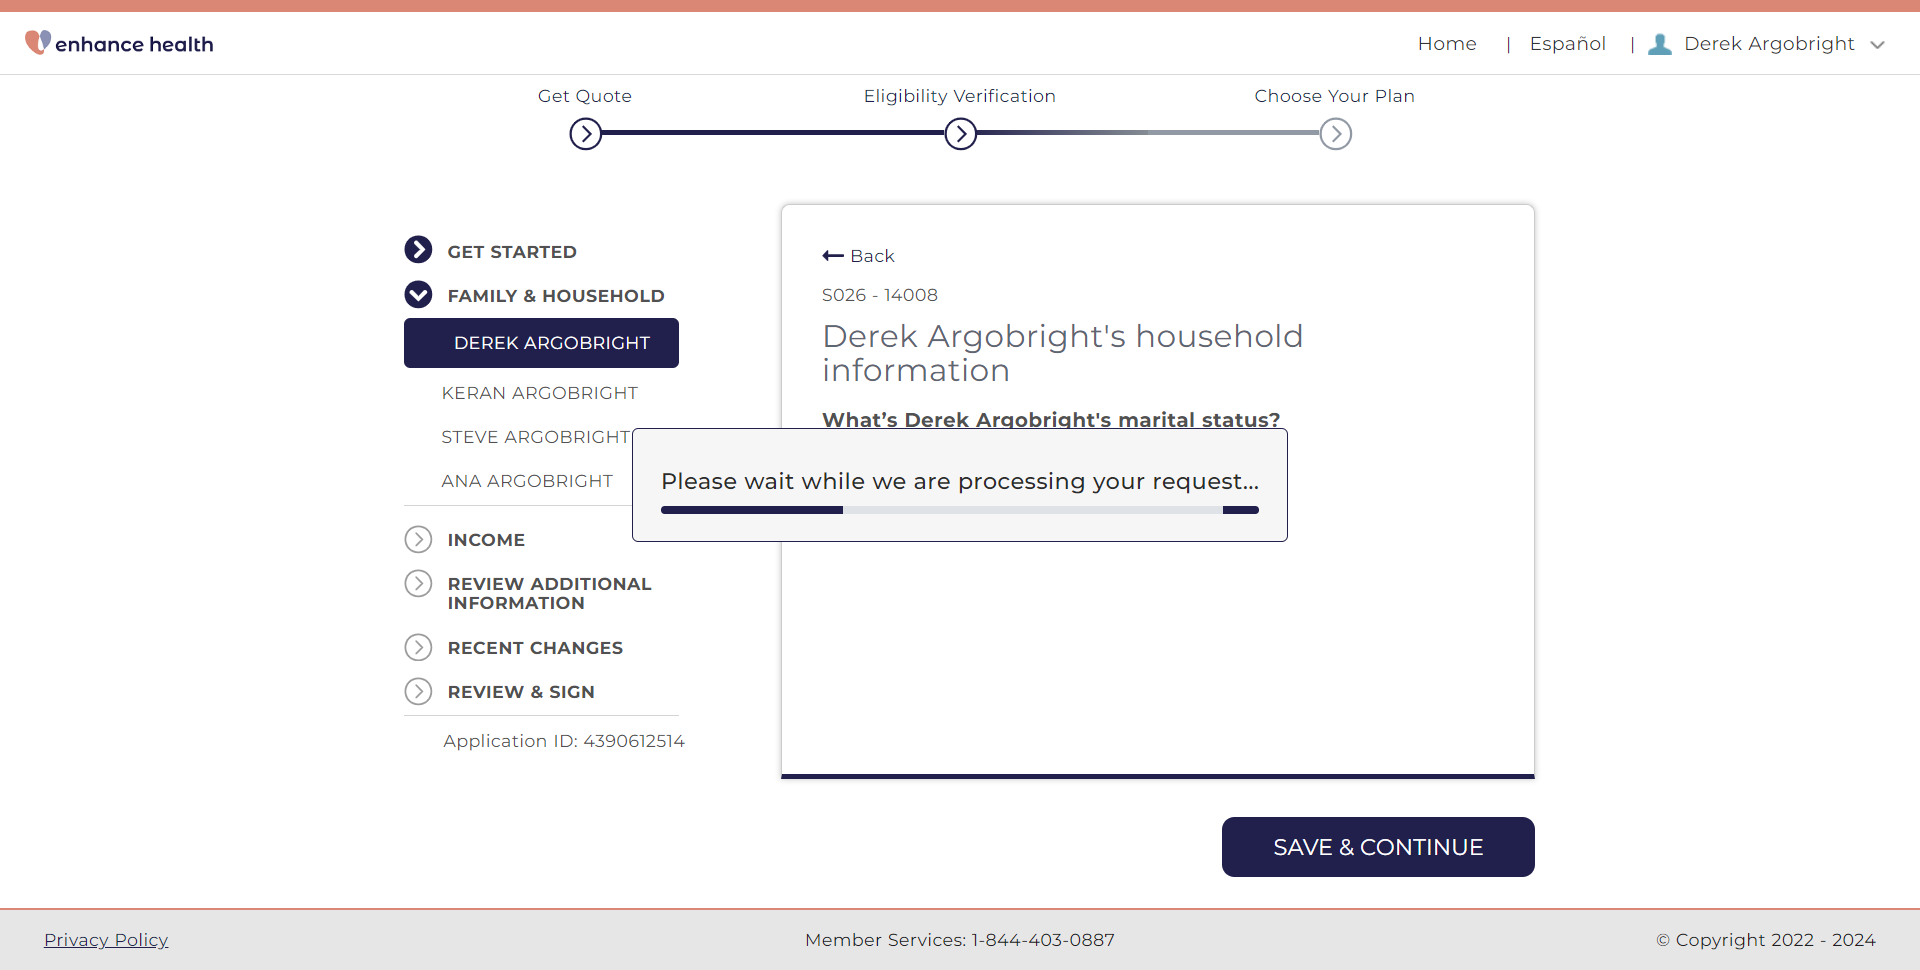 enhance health
Home | Español | Derek Argobright
Get Quote
Eligibility Verification
Choose Your Plan
GET STARTED
FAMILY & HOUSEHOLD
DEREK ARGOBRIGHT
KERAN ARGOBRIGHT
STEVE ARGOBRIGHT
ANA ARGOBRIGHT
INCOME
REVIEW ADDITIONAL
INFORMATION
RECENT CHANGES
REVIEW & SIGN
Application ID: 4390612514
Back
S026 - 14008
Derek Argobright's household
information
What’s Derek Argobright's marital status?
Please wait while we are processing your request...
SAVE & CONTINUE
Privacy Policy
Member Services: 1-844-403-0887
© Copyright 2022 - 2024